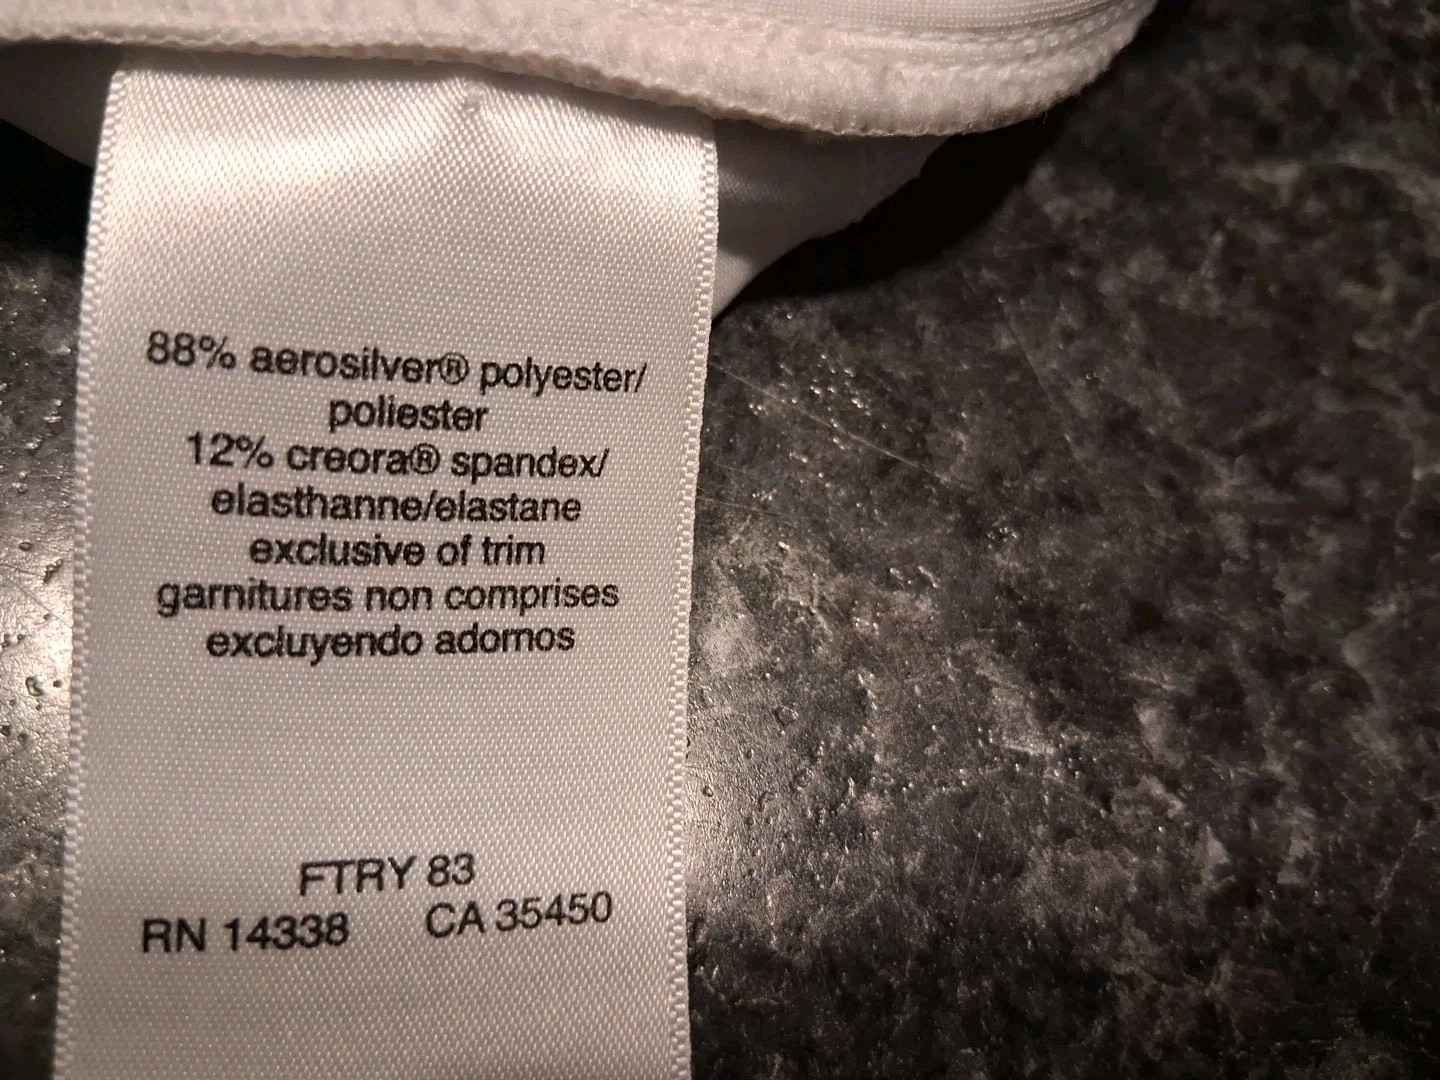 88% aerosilver® polyester/
poliester
12% creora® spandex/
elasthanne/elastane
exclusive of trim
garnitures non comprises
excluyendo adornos
FTRY 83
RN 14338 CA 35450